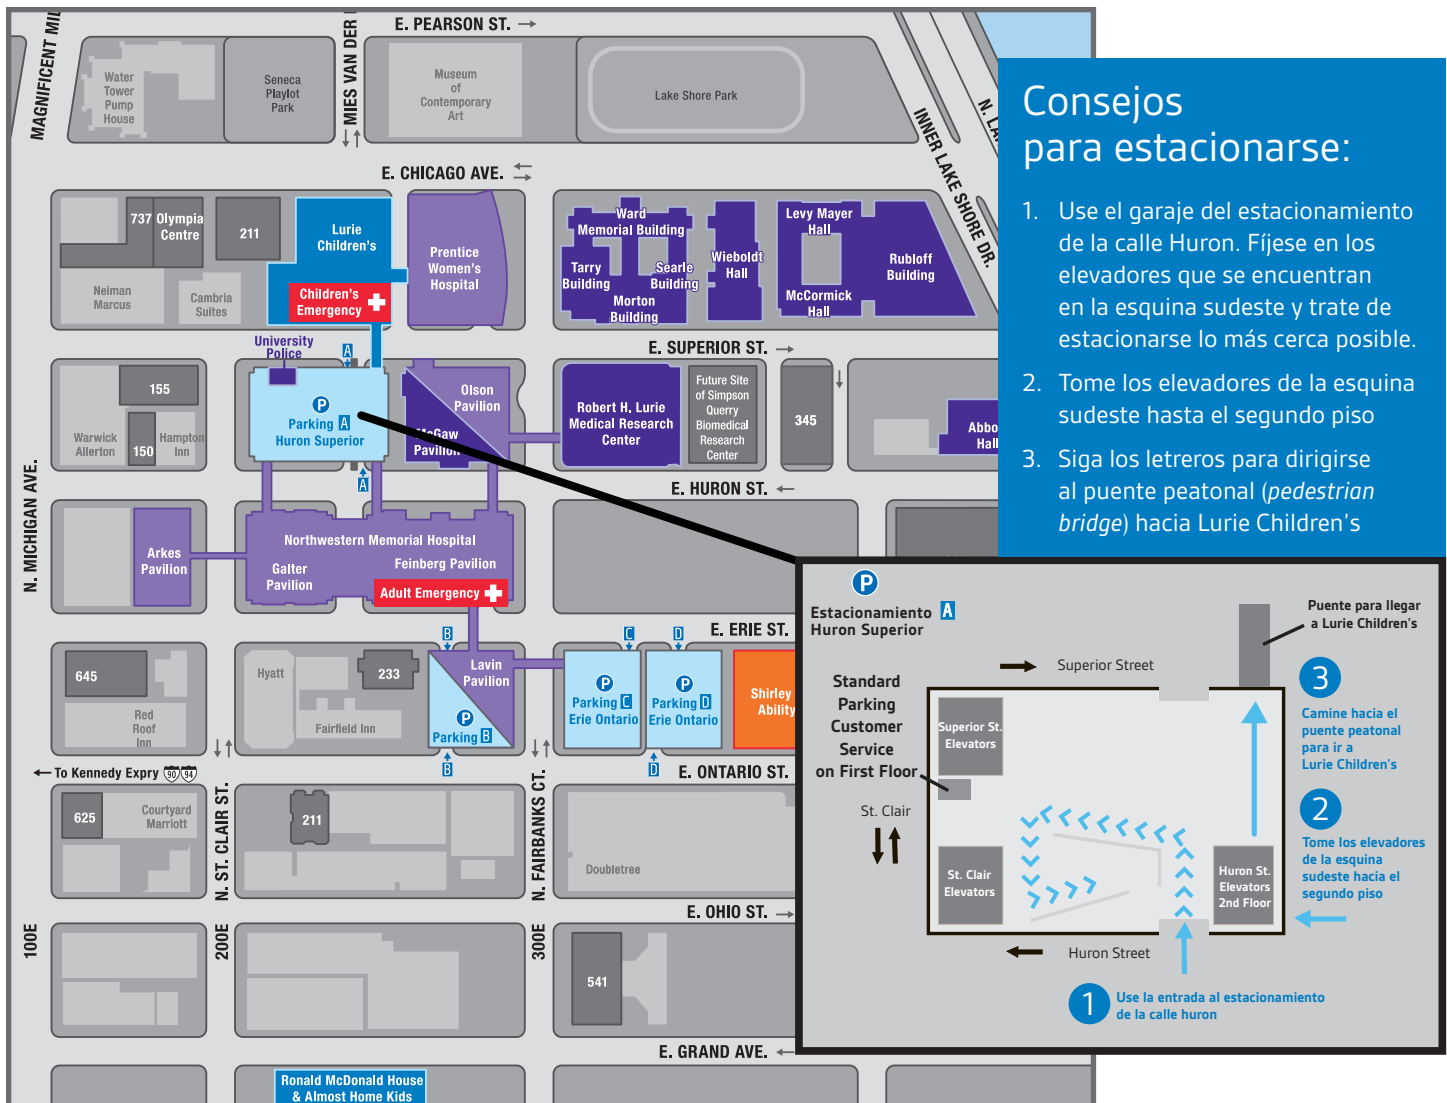 E. PEARSON ST.
MAGNIFICENT
MIES VAN DER
Water
Tower
Pump
House
Seneca
Playlot
Park
Museum
of
Contemporary
Art
Lake Shore Park
INNER LAKE SHORE DR.
E. CHICAGO AVE.
737
Olympia
Centre
211
Lurie
Children's
Neiman
Marcus
Cambria
Suites
Children's
Emergency
Prentice
Women's
Hospital
Ward
Memorial Building
Tarry
Building
Searle
Building
Morton
Building
Wieboldt
Hall
Levy Mayer
Hall
McCormick
Hall
Rubloff
Building
University
Police
A
E. SUPERIOR ST.
155
Warwick
Allerton
150
Hampton
Inn
P
Parking A
Huron Superior
A
Olson
Pavilion
McGaw
Pavilion
Robert H. Lurie
Medical Research
Center
Future Site
of Simpson
Querry
Biomedical
Research
Center
345
Hall
N. MICHIGAN AVE.
E. HURON ST.
Arkes
Pavilion
Northwestern Memorial Hospital
Galter
Pavilion
Feinberg Pavilion
Adult Emergency
E. ERIE ST.
645
Red
Roof
Inn
Hyatt
233
Fairfield Inn
B
Lavin
Pavilion
P
Parking B
B
C
P
Parking C
Erie Ontario
D
P
Parking D
Erie Ontario
D
Shirley
Ability
To Kennedy Expry 90 94
E. ONTARIO ST.
N. ST. CLAIR ST.
N. FAIRBANKS CT.
625
Courtyard
Marriott
211
Doubletree
E. OHIO ST.
100E
200E
300E
541
E. GRAND AVE.
Ronald McDonald House
& Almost Home Kids
Consejos
para estacionarse:
1. Use el garaje del estacionamiento
de la calle Huron. Fíjese en los
elevadores que se encuentran
en la esquina sudeste y trate de
estacionarse lo más cerca posible.
2. Tome los elevadores de la esquina
sudeste hasta el segundo piso
3. Siga los letreros para dirigirse
al puente peatonal (pedestrian
bridge) hacia Lurie Children's
P
Estacionamiento A
Huron Superior
Puente para llegar
a Lurie Children's
Superior Street
Standard
Parking
Customer
Service
on First Floor
Superior St.
Elevators
St. Clair
St. Clair
Elevators
Huron St.
Elevators
2nd Floor
3
Camine hacia el
puente peatonal
para ir a
Lurie Children's
2
Tome los elevadores
de la esquina
sudeste hacia el
segundo piso
Huron Street
1
Use la entrada al estacionamiento
de la calle huron